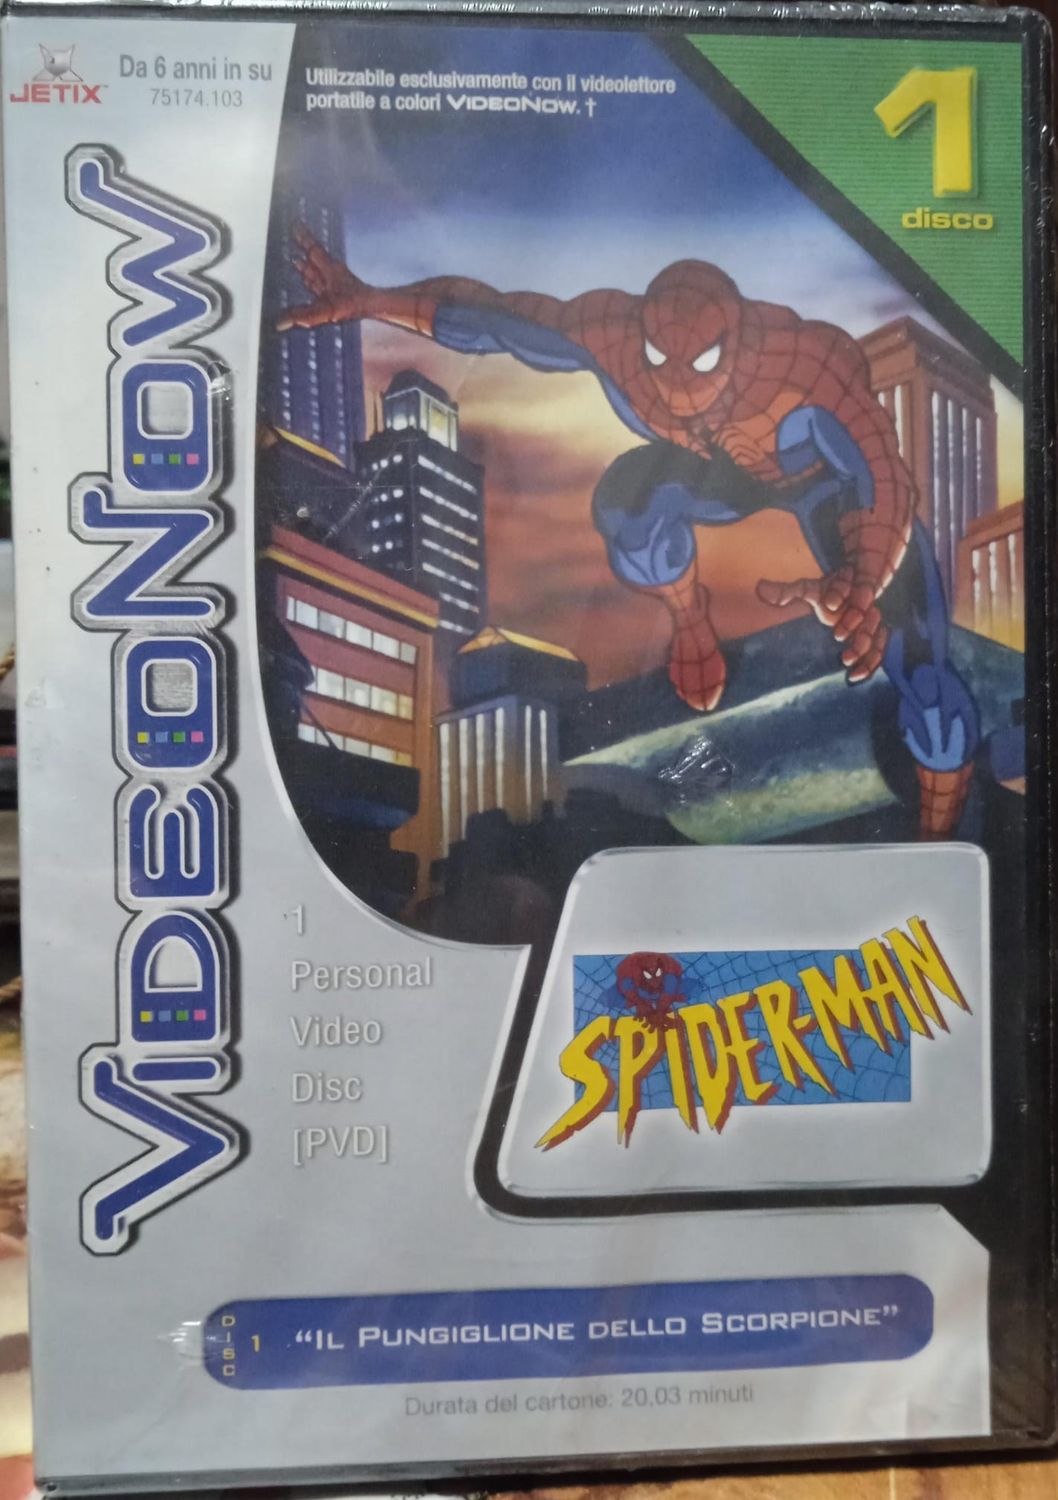 JETIX
Da 6 anni in su
75174.103
Utilizzabile esclusivamente con il videolettore
portatile a colori VIDEONOW.†
1
disco
VIDEONOW
1
Personal
Video
Disc
[PVD]
SPIDER-MAN
DISC 1 “IL PUNGIGLIONE DELLO SCORPIONE”
Durata del cartone: 20,03 minuti